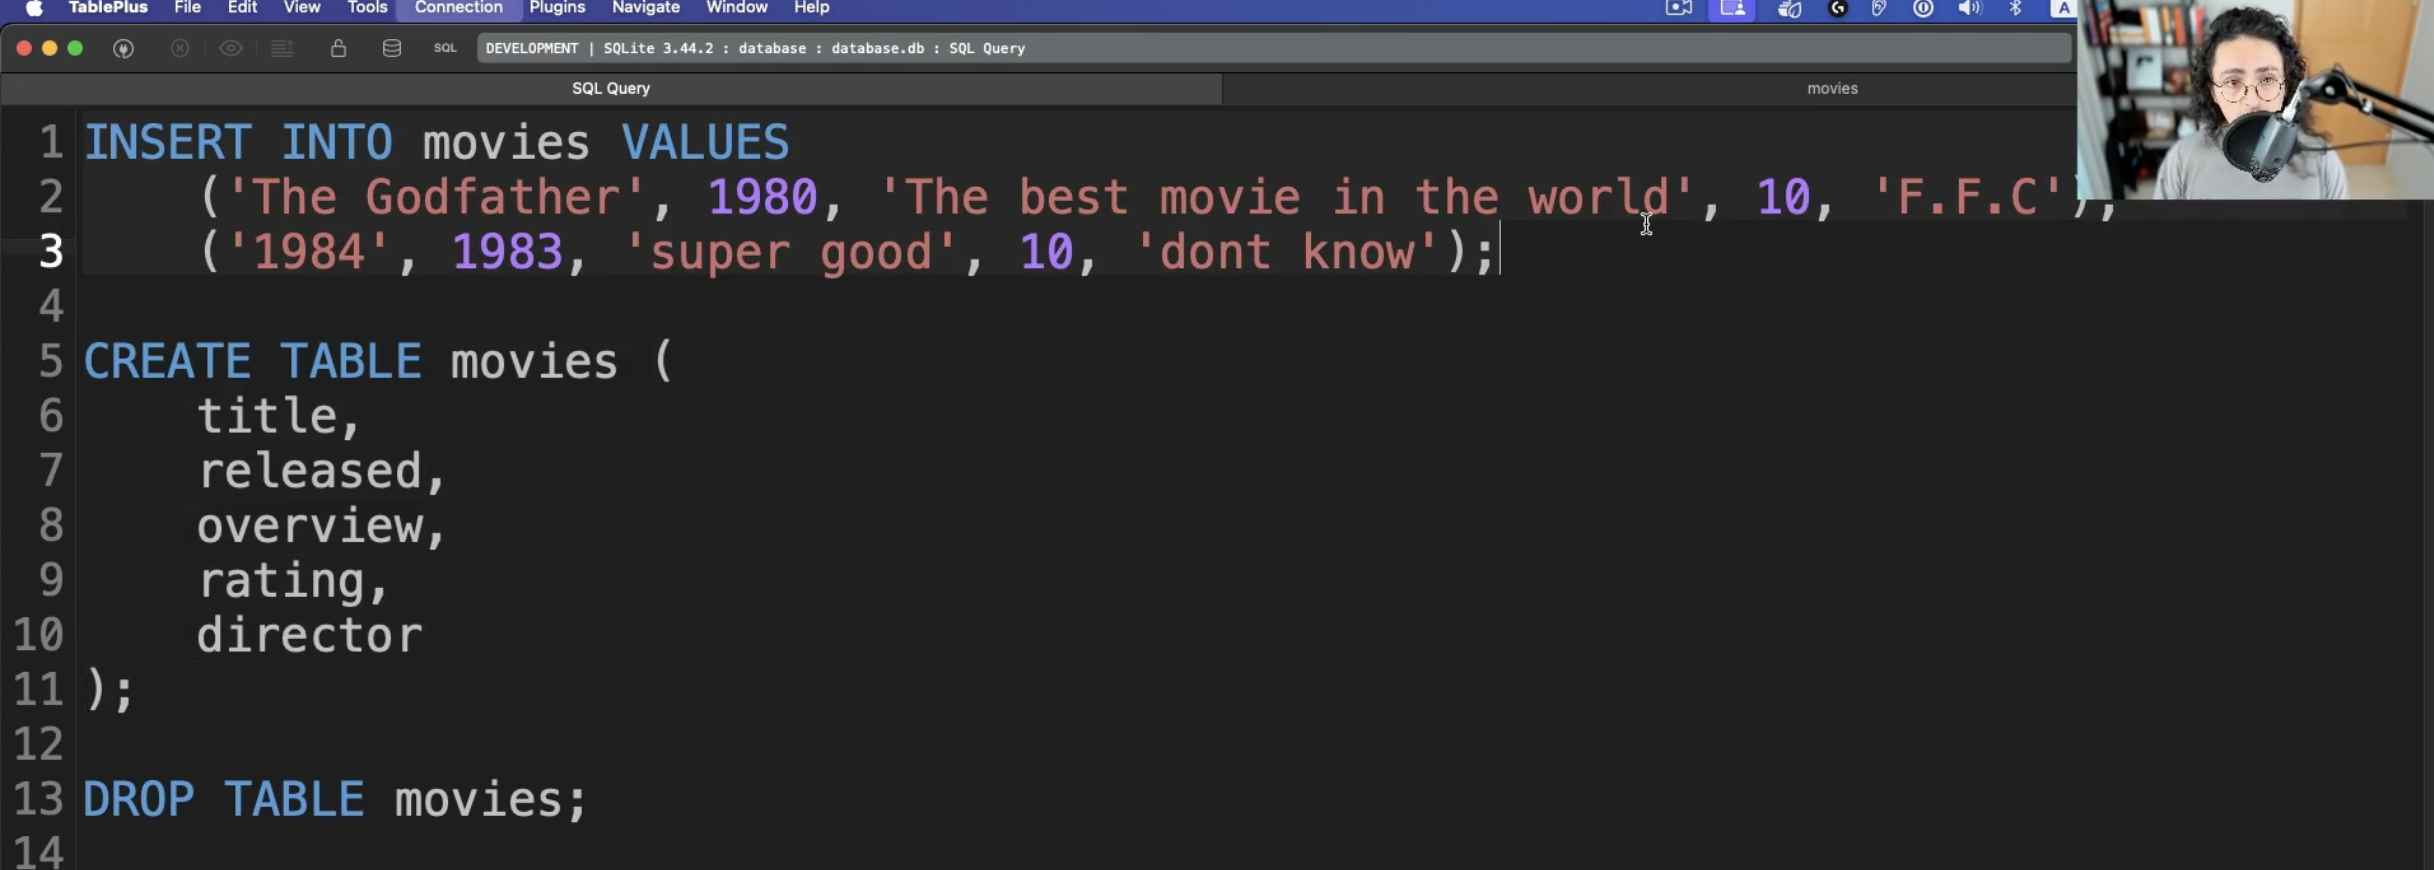 TablePlus File Edit View Tools Connection Plugins Navigate Window Help A
SQL DEVELOPMENT | SQLite 3.44.2 : database : database.db : SQL Query
SQL Query movies
1 INSERT INTO movies VALUES
2 ('The Godfather', 1980, 'The best movie in the world', 10, 'F.F.C'),
3 ('1984', 1983, 'super good', 10, 'dont know');
4
5 CREATE TABLE movies (
6 title,
7 released,
8 overview,
9 rating,
10 director
11 );
12
13 DROP TABLE movies;
14